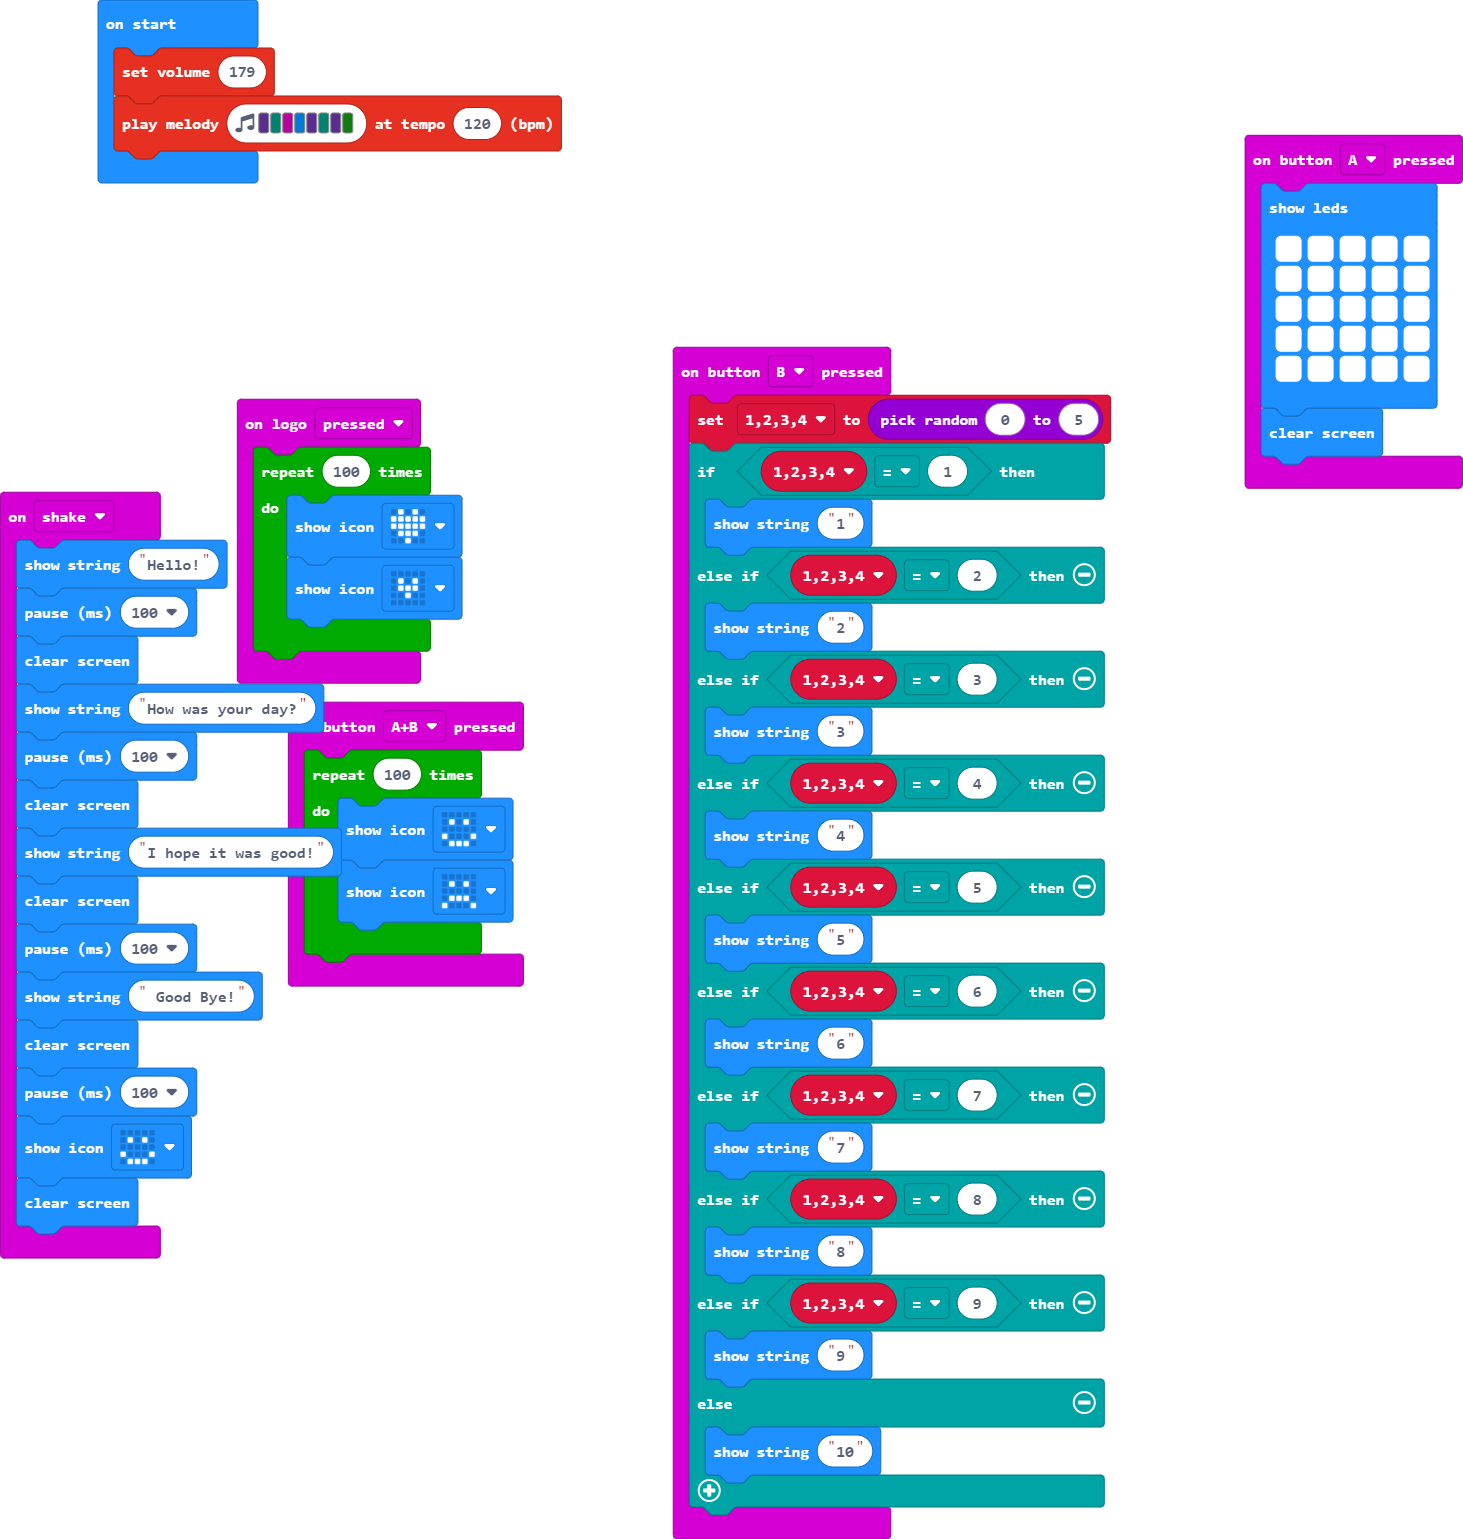 on start
set volume 179
play melody at tempo 120 (bpm)
on button A pressed
show leds
clear screen
on button B pressed
set 1,2,3,4 to pick random 0 to 5
if 1,2,3,4 = 1 then
show string "1"
else if 1,2,3,4 = 2 then
show string "2"
else if 1,2,3,4 = 3 then
show string "3"
else if 1,2,3,4 = 4 then
show string "4"
else if 1,2,3,4 = 5 then
show string "5"
else if 1,2,3,4 = 6 then
show string "6"
else if 1,2,3,4 = 7 then
show string "7"
else if 1,2,3,4 = 8 then
show string "8"
else if 1,2,3,4 = 9 then
show string "9"
else
show string "10"
on logo pressed
repeat 100 times
do
show icon
show icon
on shake
show string "Hello!"
pause (ms) 100
clear screen
show string "How was your day?"
pause (ms) 100
clear screen
show string "I hope it was good!"
clear screen
pause (ms) 100
show string " Good Bye!"
clear screen
pause (ms) 100
show icon
clear screen
button A+B pressed
repeat 100 times
do
show icon
show icon